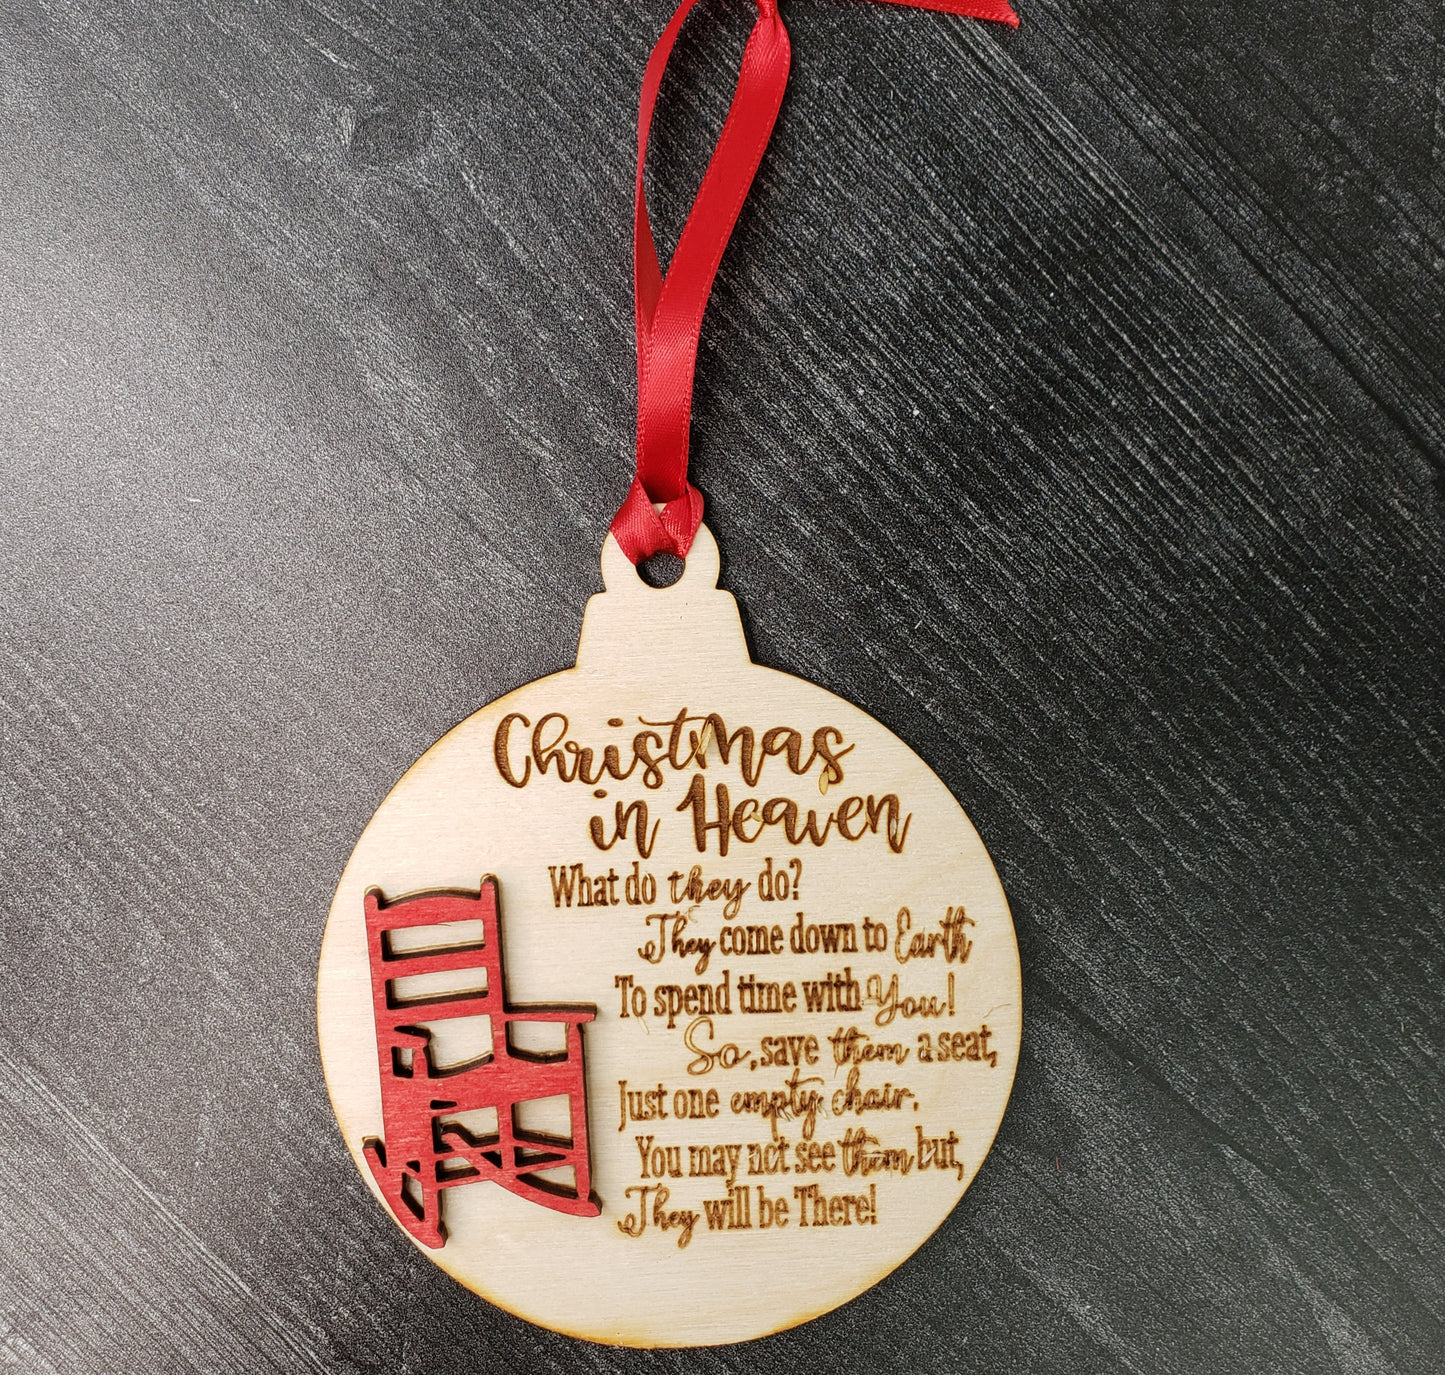 Christmas
in Heaven
What do they do?
They come down to Earth
To spend time with You!
So, save them a seat,
Just one empty chair.
You may not see them but,
They will be There!